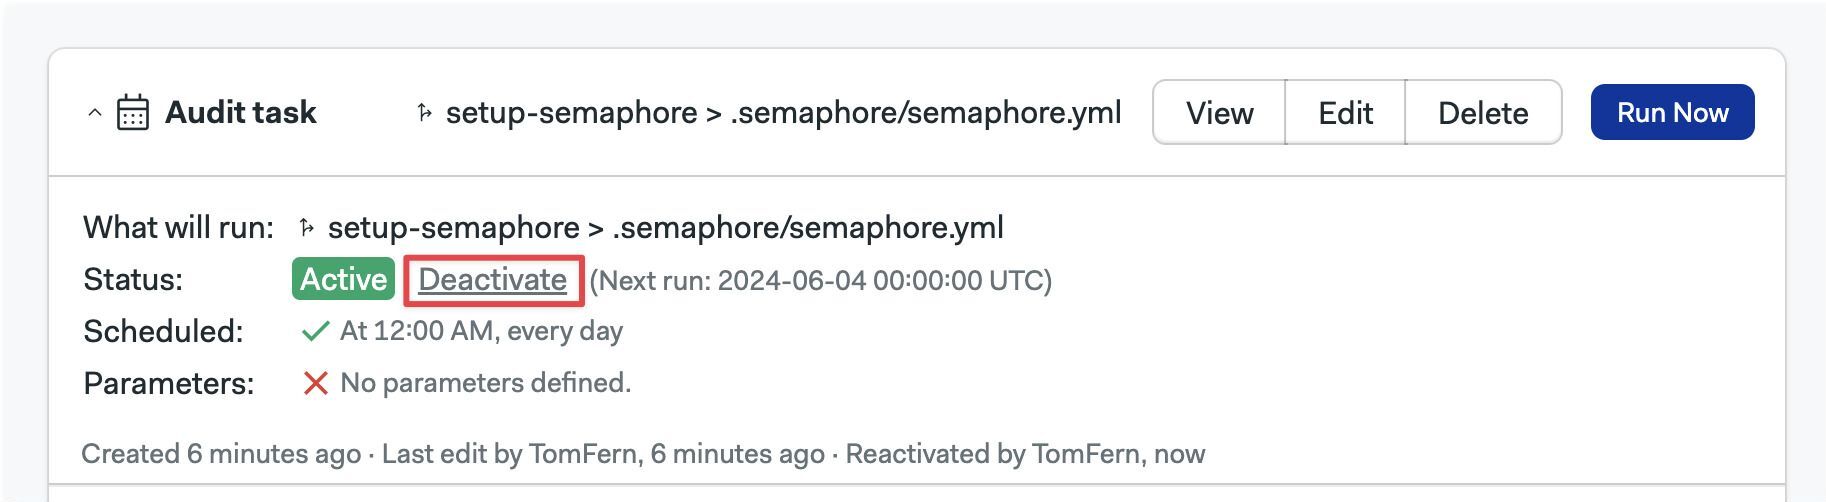 Audit task setup-semaphore > .semaphore/semaphore.yml View Edit Delete Run Now
What will run: setup-semaphore > .semaphore/semaphore.yml
Status: Active Deactivate (Next run: 2024-06-04 00:00:00 UTC)
Scheduled: At 12:00 AM, every day
Parameters: No parameters defined.
Created 6 minutes ago · Last edit by TomFern, 6 minutes ago · Reactivated by TomFern, now